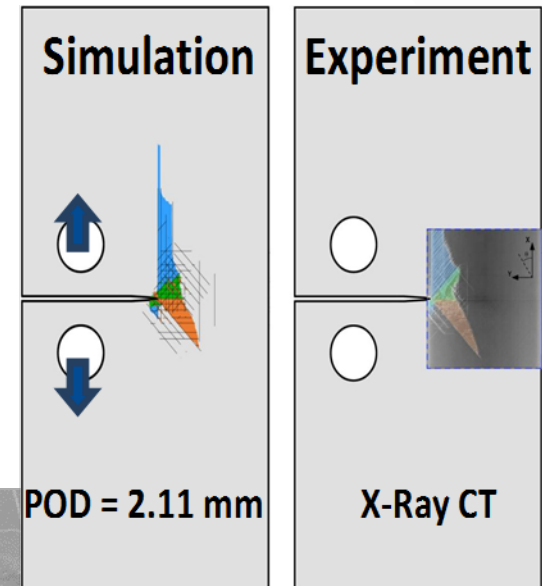 Simulation
Experiment
POD = 2.11 mm
X-Ray CT